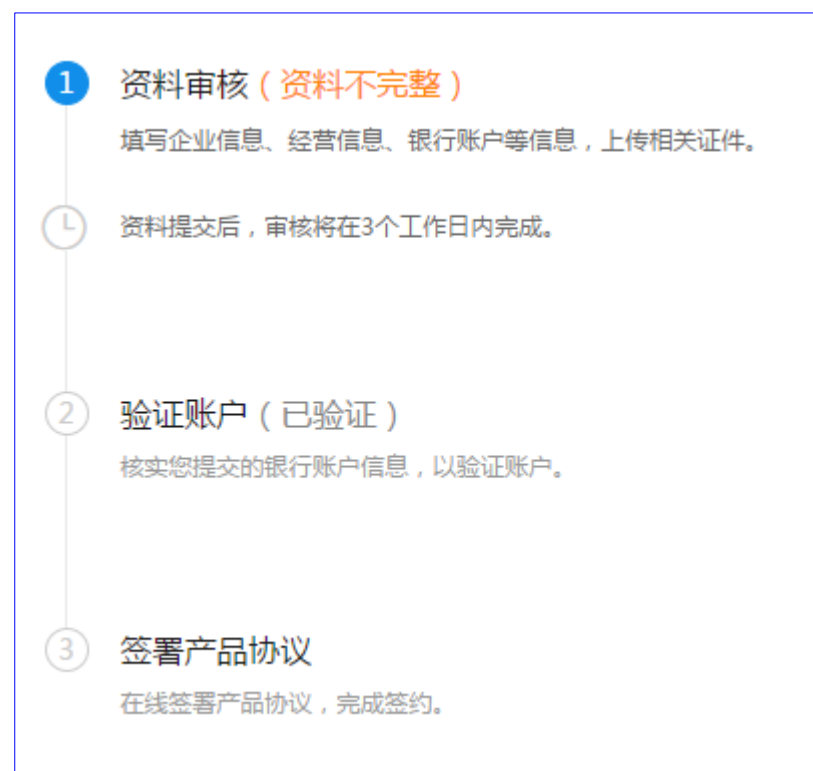 1 资料审核(资料不完整)
填写企业信息、经营信息、银行账户等信息,上传相关证件。
资料提交后,审核将在3个工作日内完成。
2 验证账户(已验证)
核实您提交的银行账户信息,以验证账户。
3 签署产品协议
在线签署产品协议,完成签约。